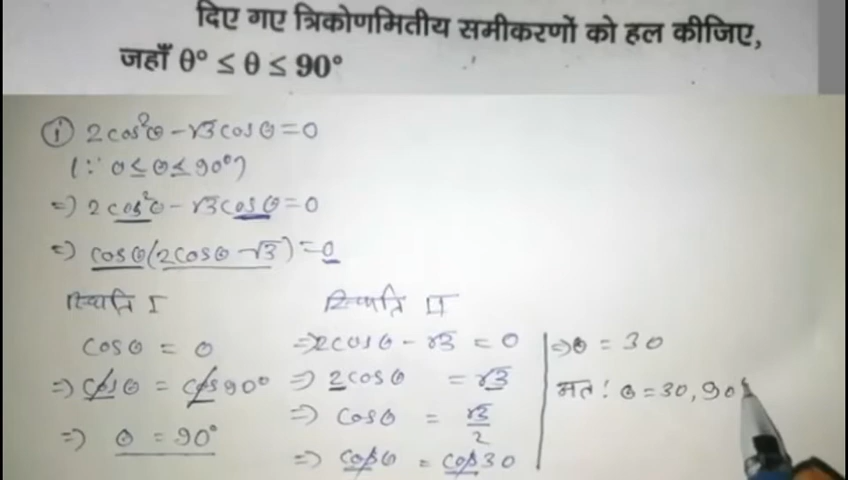 दिए गए त्रिकोणमितीय समीकरणों को हल कीजिए,
जहाँ θ° ≤ θ ≤ 90°
① 2cos²θ - √3cosθ = 0
(∵ 0 ≤ θ ≤ 90°)
⇒ 2cos²θ - √3cosθ = 0
⇒ cosθ(2cosθ - √3) = 0
स्थिति I
cosθ = 0
⇒ cosθ = cos90°
⇒ θ = 90°
स्थिति II
⇒ 2cosθ - √3 = 0
⇒ 2cosθ = √3
⇒ cosθ = √3/2
⇒ cosθ = cos30
⇒ θ = 30
अत: θ = 30, 90°